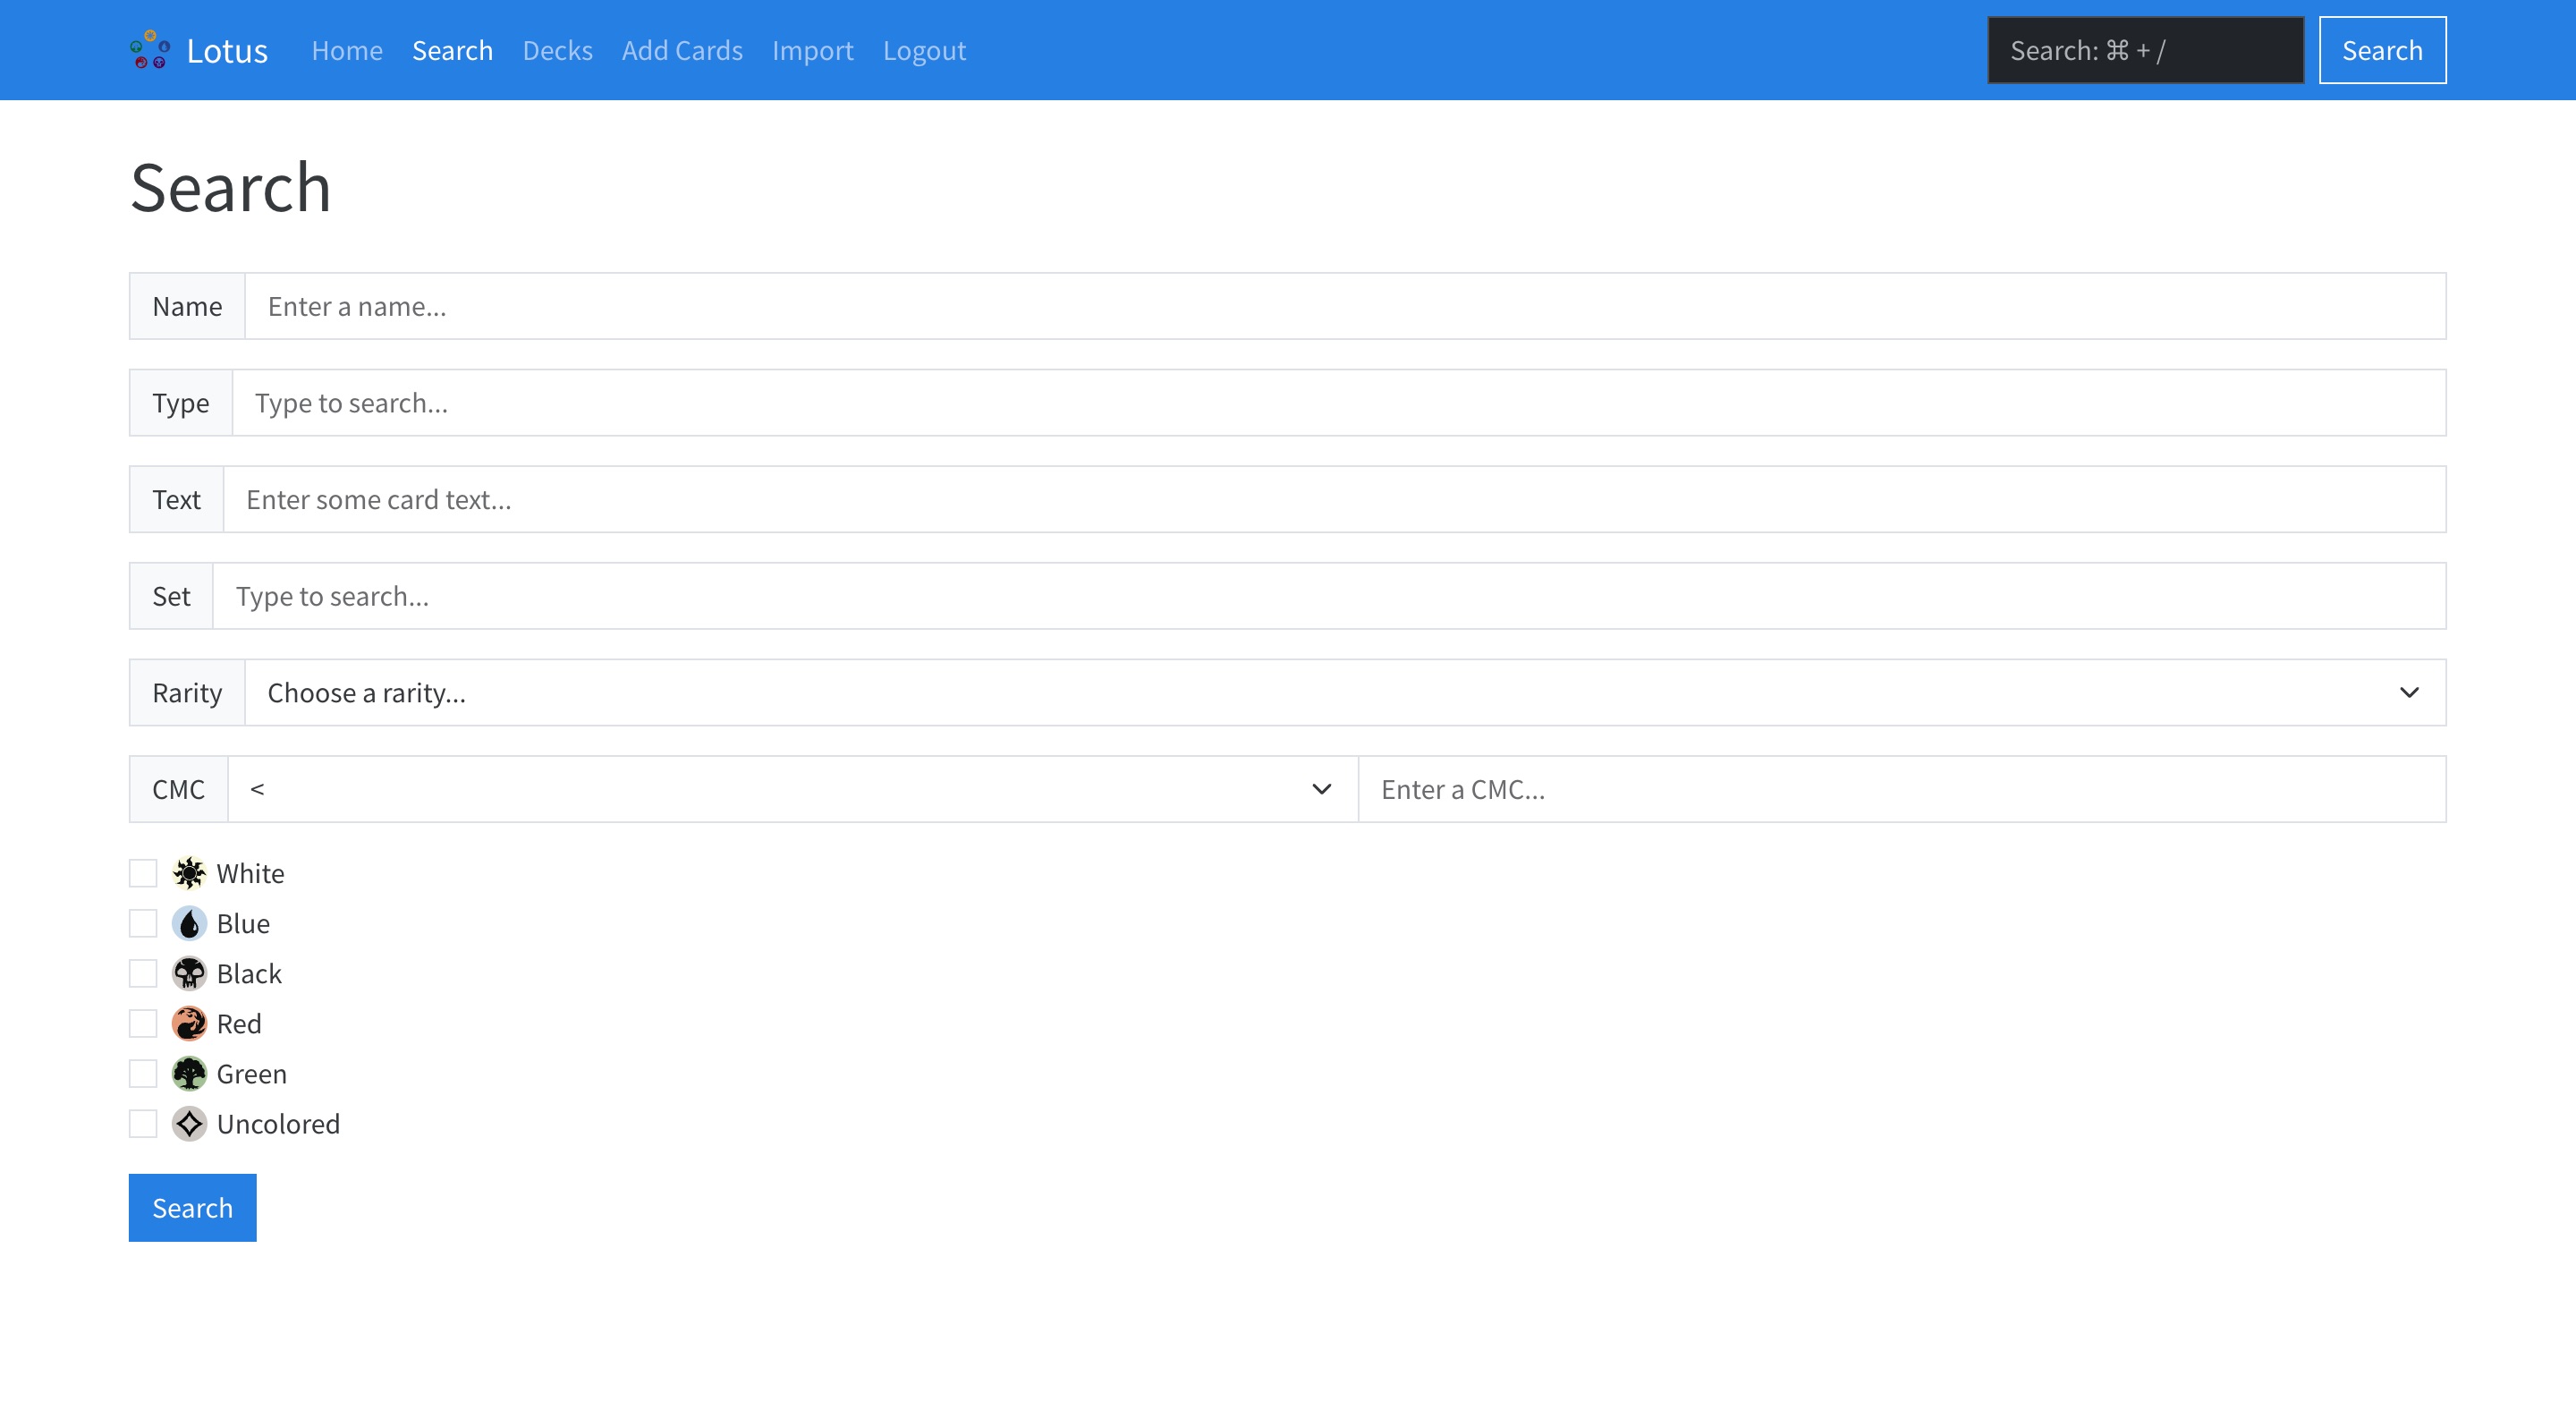 Lotus Home Search Decks Add Cards Import Logout Search: ⌘ + / Search
Search
Name Enter a name...
Type Type to search...
Text Enter some card text...
Set Type to search...
Rarity Choose a rarity...
CMC < Enter a CMC...
White
Blue
Black
Red
Green
Uncolored
Search